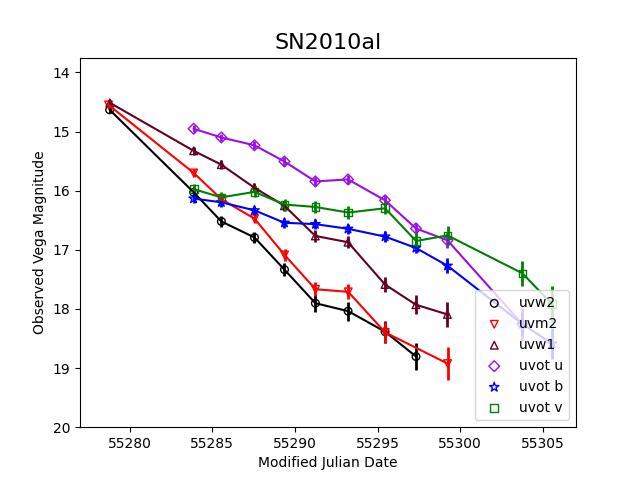 SN2010al
14
15
16
17
18
19
20
Observed Vega Magnitude
uvw2
uvm2
uvw1
uvot u
uvot b
uvot v
55280 55285 55290 55295 55300 55305
Modified Julian Date